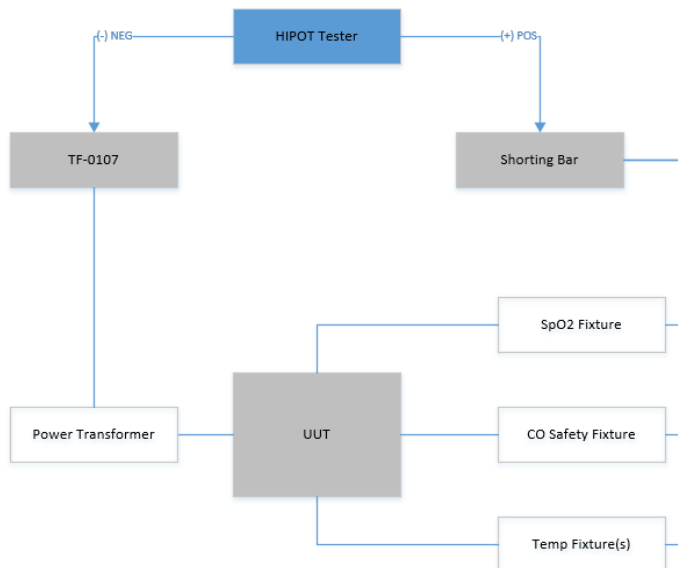 (-) NEG
HIPOT Tester
(+) POS
TF-0107
Shorting Bar
SpO2 Fixture
Power Transformer
UUT
CO Safety Fixture
Temp Fixture(s)